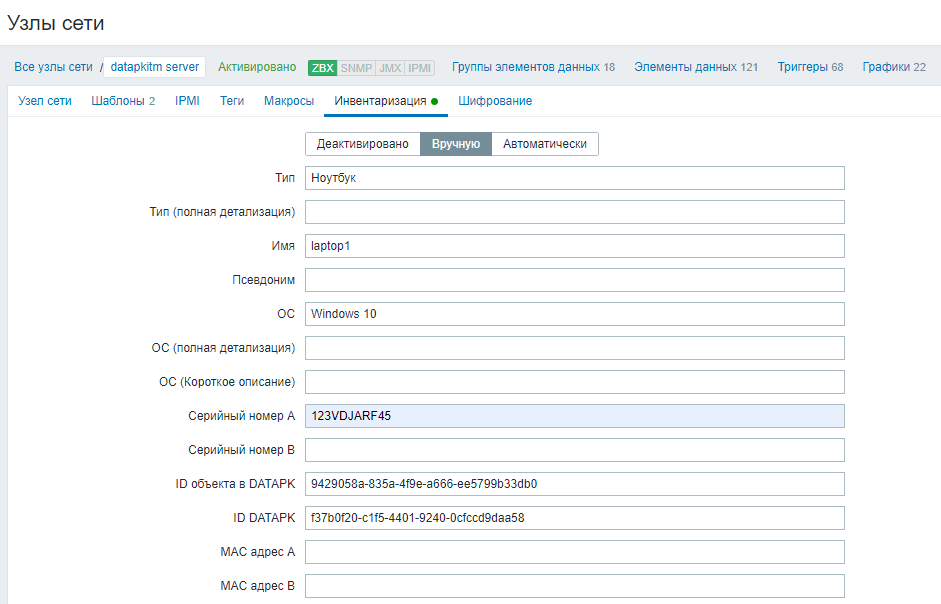 Узлы сети
Все узлы сети / datapkitm server Активировано ZBX SNMP JMX IPMI Группы элементов данных 18 Элементы данных 121 Триггеры 68 Графики 22
Узел сети Шаблоны 2 IPMI Теги Макросы Инвентаризация Шифрование
Деактивировано Вручную Автоматически
Тип Ноутбук
Тип (полная детализация)
Имя laptop1
Псевдоним
ОС Windows 10
ОС (полная детализация)
ОС (Короткое описание)
Серийный номер А 123VDJARF45
Серийный номер В
ID объекта в DATAPK 9429058a-835a-4f9e-a666-ee5799b33db0
ID DATAPK f37b0f20-c1f5-4401-9240-0cfccd9daa58
MAC адрес А
MAC адрес В